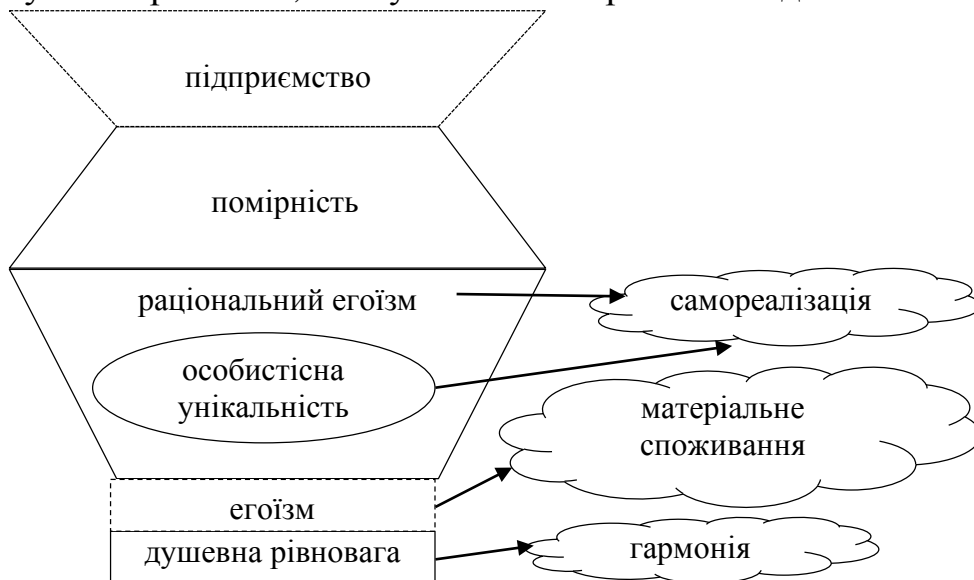 підприємство
помірність
раціональний егоїзм
самореалізація
особистісна
унікальність
матеріальне
споживання
егоїзм
душевна рівновага
гармонія